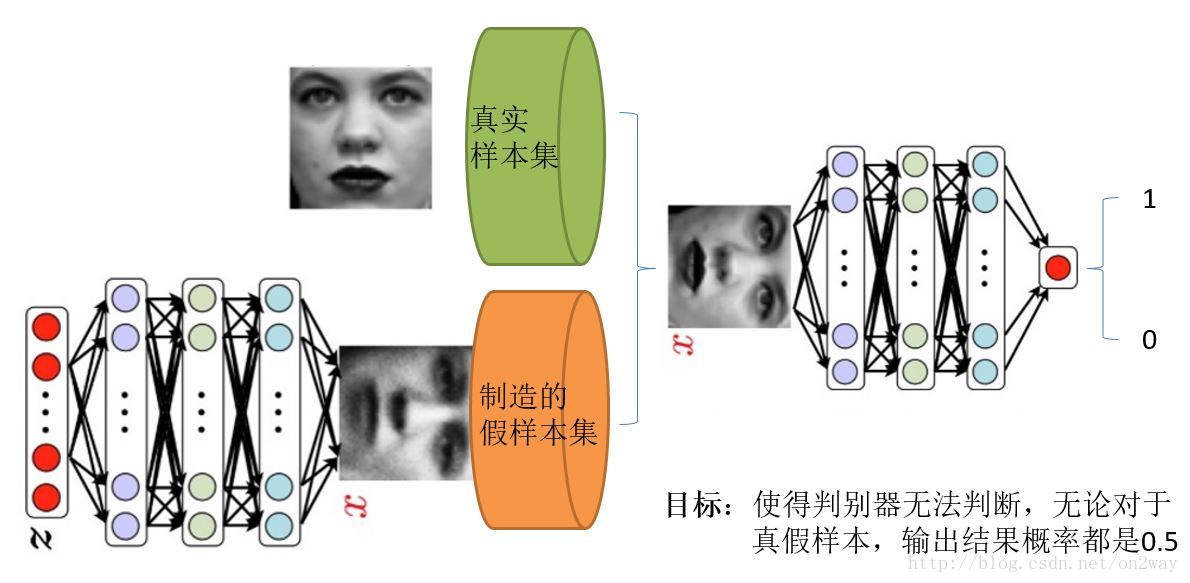 真实
样本集
制造的
假样本集
z
x
x
1
0
目标：使得判别器无法判断，无论对于
真假样本，输出结果概率都是0.5
http://blog.csdn.net/on2way